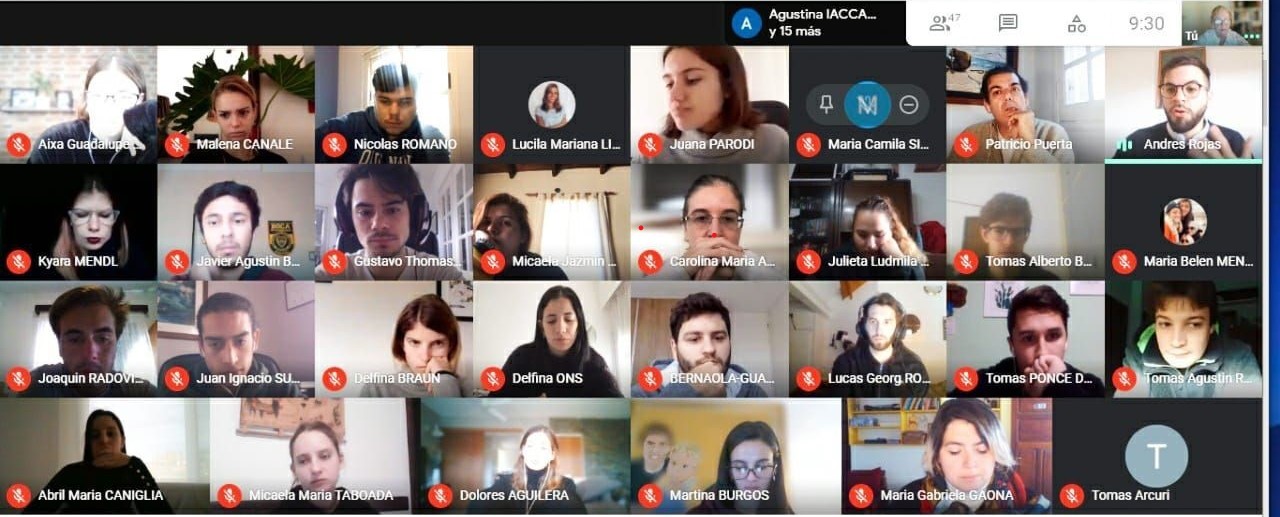 A
Agustina IACCA...
y 15 más
47
9:30
Tú
Aixa Guadalupe...
Malena CANALE
Nicolas ROMANO
Lucila Mariana LI...
Juana PARODI
Maria Camila SI...
Patricio Puerta
Andres Rojas
Kyara MENDL
Javier Agustin B...
Gustavo Thomas...
Micaela Jazmin ...
Carolina Maria A...
Julieta Ludmila ...
Tomas Alberto B...
Maria Belen MEN...
Joaquin RADOVI...
Juan Ignacio SU...
Delfina BRAUN
Delfina ONS
BERNAOLA-GUA...
Lucas Georg RO...
Tomas PONCE D...
Tomas Agustin R...
Abril Maria CANIGLIA
Micaela Maria TABOADA
Dolores AGUILERA
Martina BURGOS
Maria Gabriela GAONA
T
Tomas Arcuri